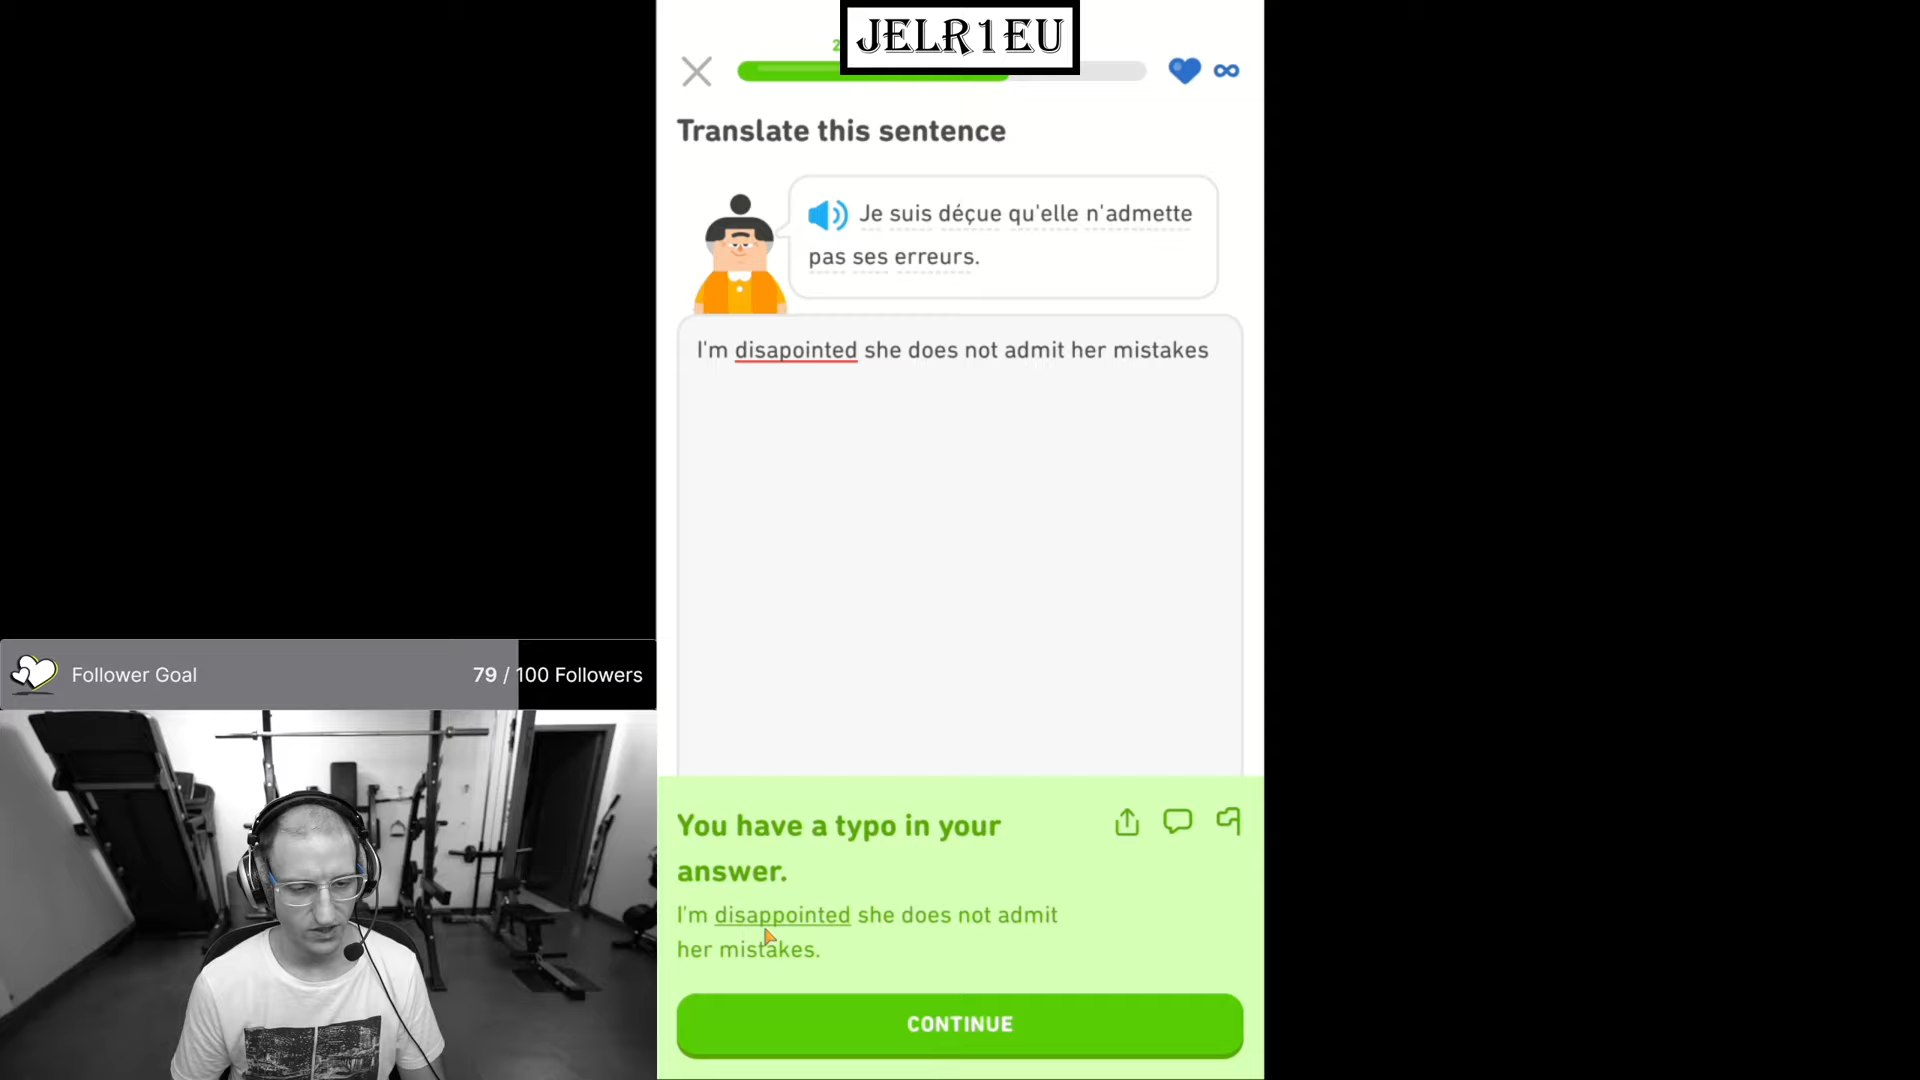 JELR1EU
2
Translate this sentence
Je suis déçue qu'elle n'admette
pas ses erreurs.
I'm disapointed she does not admit her mistakes
You have a typo in your
answer.
I'm disappointed she does not admit
her mistakes.
CONTINUE
Follower Goal
79 / 100 Followers